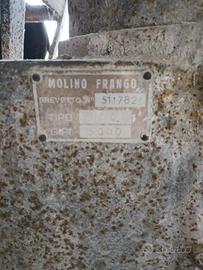 MOLINO FRANGO
BREVETTO N° 511782
TIPO
GIRI 3000